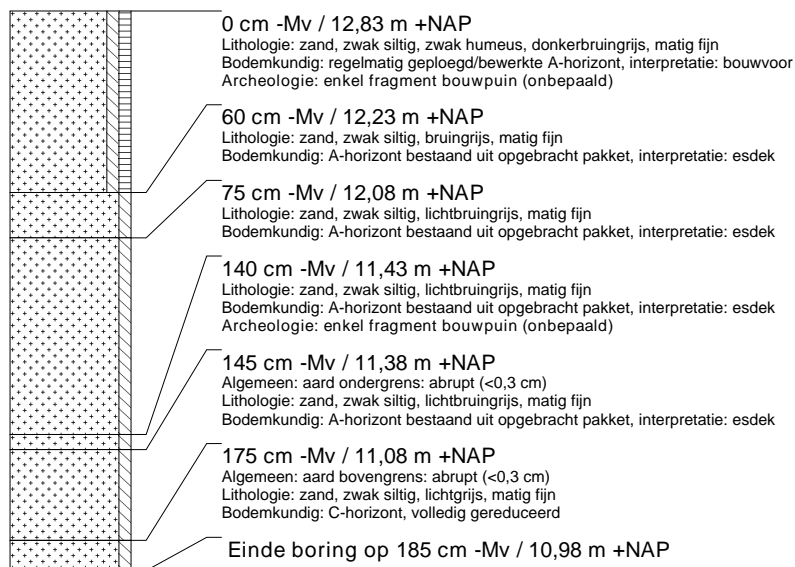 0 cm -Mv / 12,83 m +NAP
Lithologie: zand, zwak siltig, zwak humeus, donkerbruingrijs, matig fijn
Bodemkundig: regelmatig geploegd/bewerkte A-horizont, interpretatie: bouwvoor
Archeologie: enkel fragment bouwpuin (onbepaald)
60 cm -Mv / 12,23 m +NAP
Lithologie: zand, zwak siltig, bruingrijs, matig fijn
Bodemkundig: A-horizont bestaand uit opgebracht pakket, interpretatie: esdek
75 cm -Mv / 12,08 m +NAP
Lithologie: zand, zwak siltig, lichtbruingrijs, matig fijn
Bodemkundig: A-horizont bestaand uit opgebracht pakket, interpretatie: esdek
140 cm -Mv / 11,43 m +NAP
Lithologie: zand, zwak siltig, lichtbruingrijs, matig fijn
Bodemkundig: A-horizont bestaand uit opgebracht pakket, interpretatie: esdek
Archeologie: enkel fragment bouwpuin (onbepaald)
145 cm -Mv / 11,38 m +NAP
Algemeen: aard ondergrens: abrupt (<0,3 cm)
Lithologie: zand, zwak siltig, lichtbruingrijs, matig fijn
Bodemkundig: A-horizont bestaand uit opgebracht pakket, interpretatie: esdek
175 cm -Mv / 11,08 m +NAP
Algemeen: aard bovengrens: abrupt (<0,3 cm)
Lithologie: zand, zwak siltig, lichtgrijs, matig fijn
Bodemkundig: C-horizont, volledig gereduceerd
Einde boring op 185 cm -Mv / 10,98 m +NAP